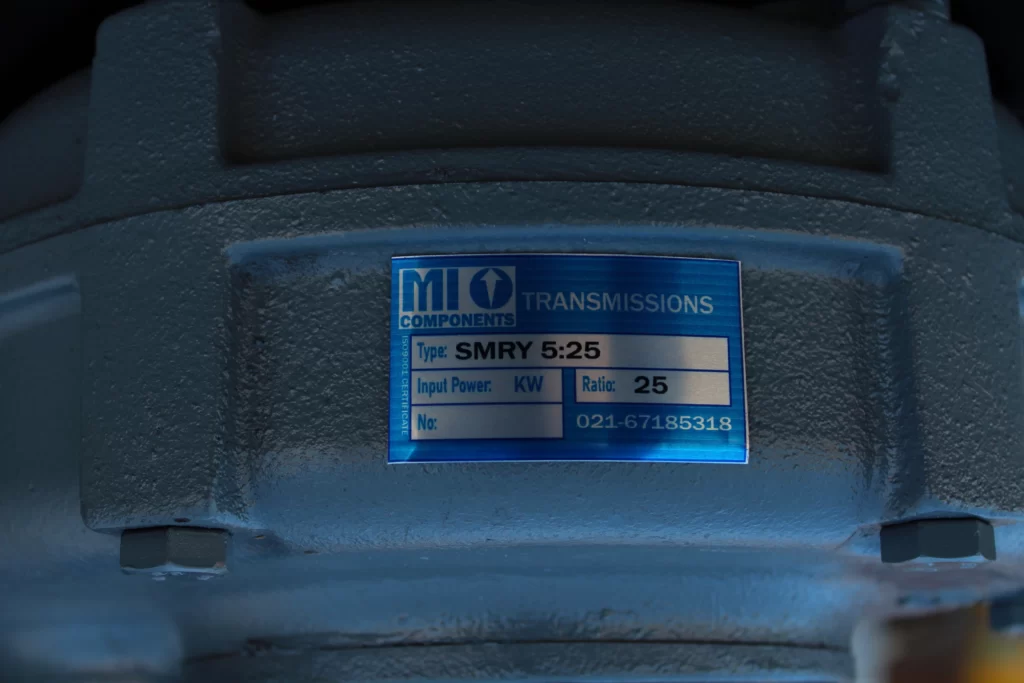 MI
COMPONENTS
TRANSMISSIONS
ISO9001 CERTIFICATE
Type: SMRY 5:25
Input Power: KW
Ratio: 25
No:
021-67185318